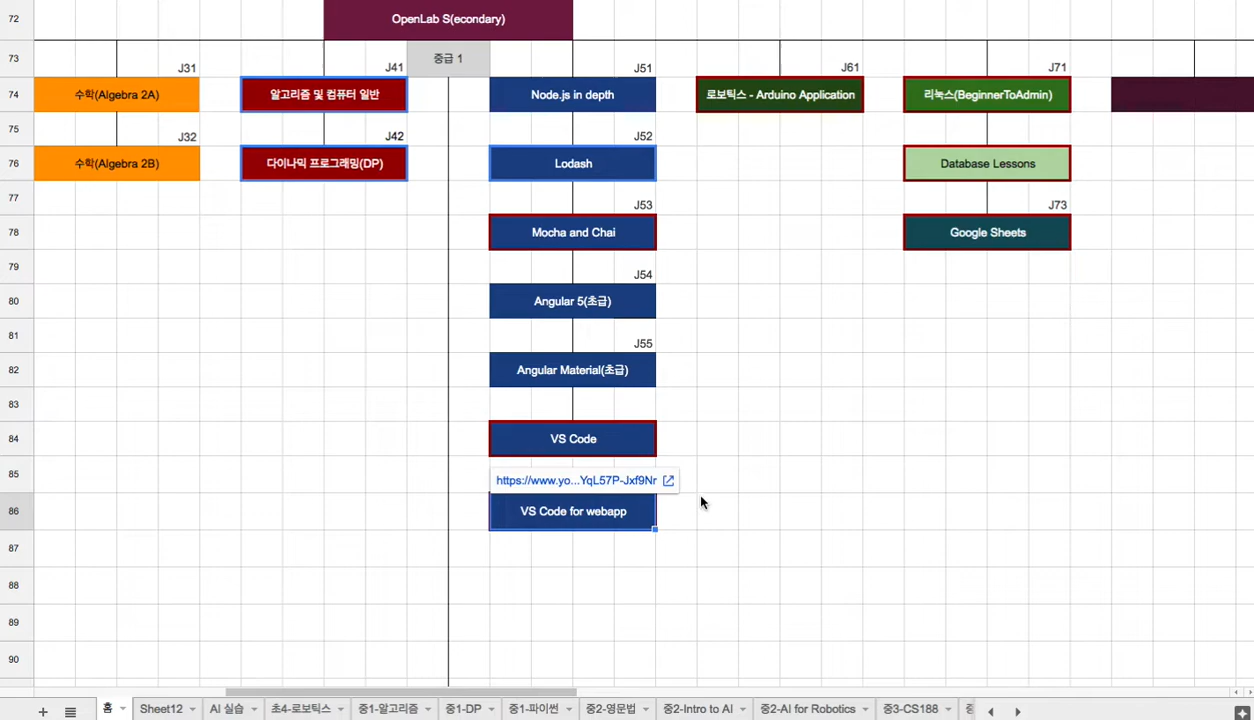 72
OpenLab S(econdary)
73
중급 1
J31
J41
J51
J61
J71
74
수학(Algebra 2A)
알고리즘 및 컴퓨터 일반
Node.js in depth
로보틱스 - Arduino Application
리눅스(BeginnerToAdmin)
75
J32
J42
J52
76
수학(Algebra 2B)
다이나믹 프로그래밍(DP)
Lodash
Database Lessons
77
J53
J73
78
Mocha and Chai
Google Sheets
79
J54
80
Angular 5(초급)
81
J55
82
Angular Material(초급)
83
84
VS Code
85
https://www.yo...YqL57P-Jxf9Nr
86
VS Code for webapp
87
88
89
90
홈
Sheet12
AI 실습
초4-로보틱스
중1-알고리즘
중1-DP
중1-파이썬
중2-영문법
중2-Intro to AI
중2-AI for Robotics
중3-CS188